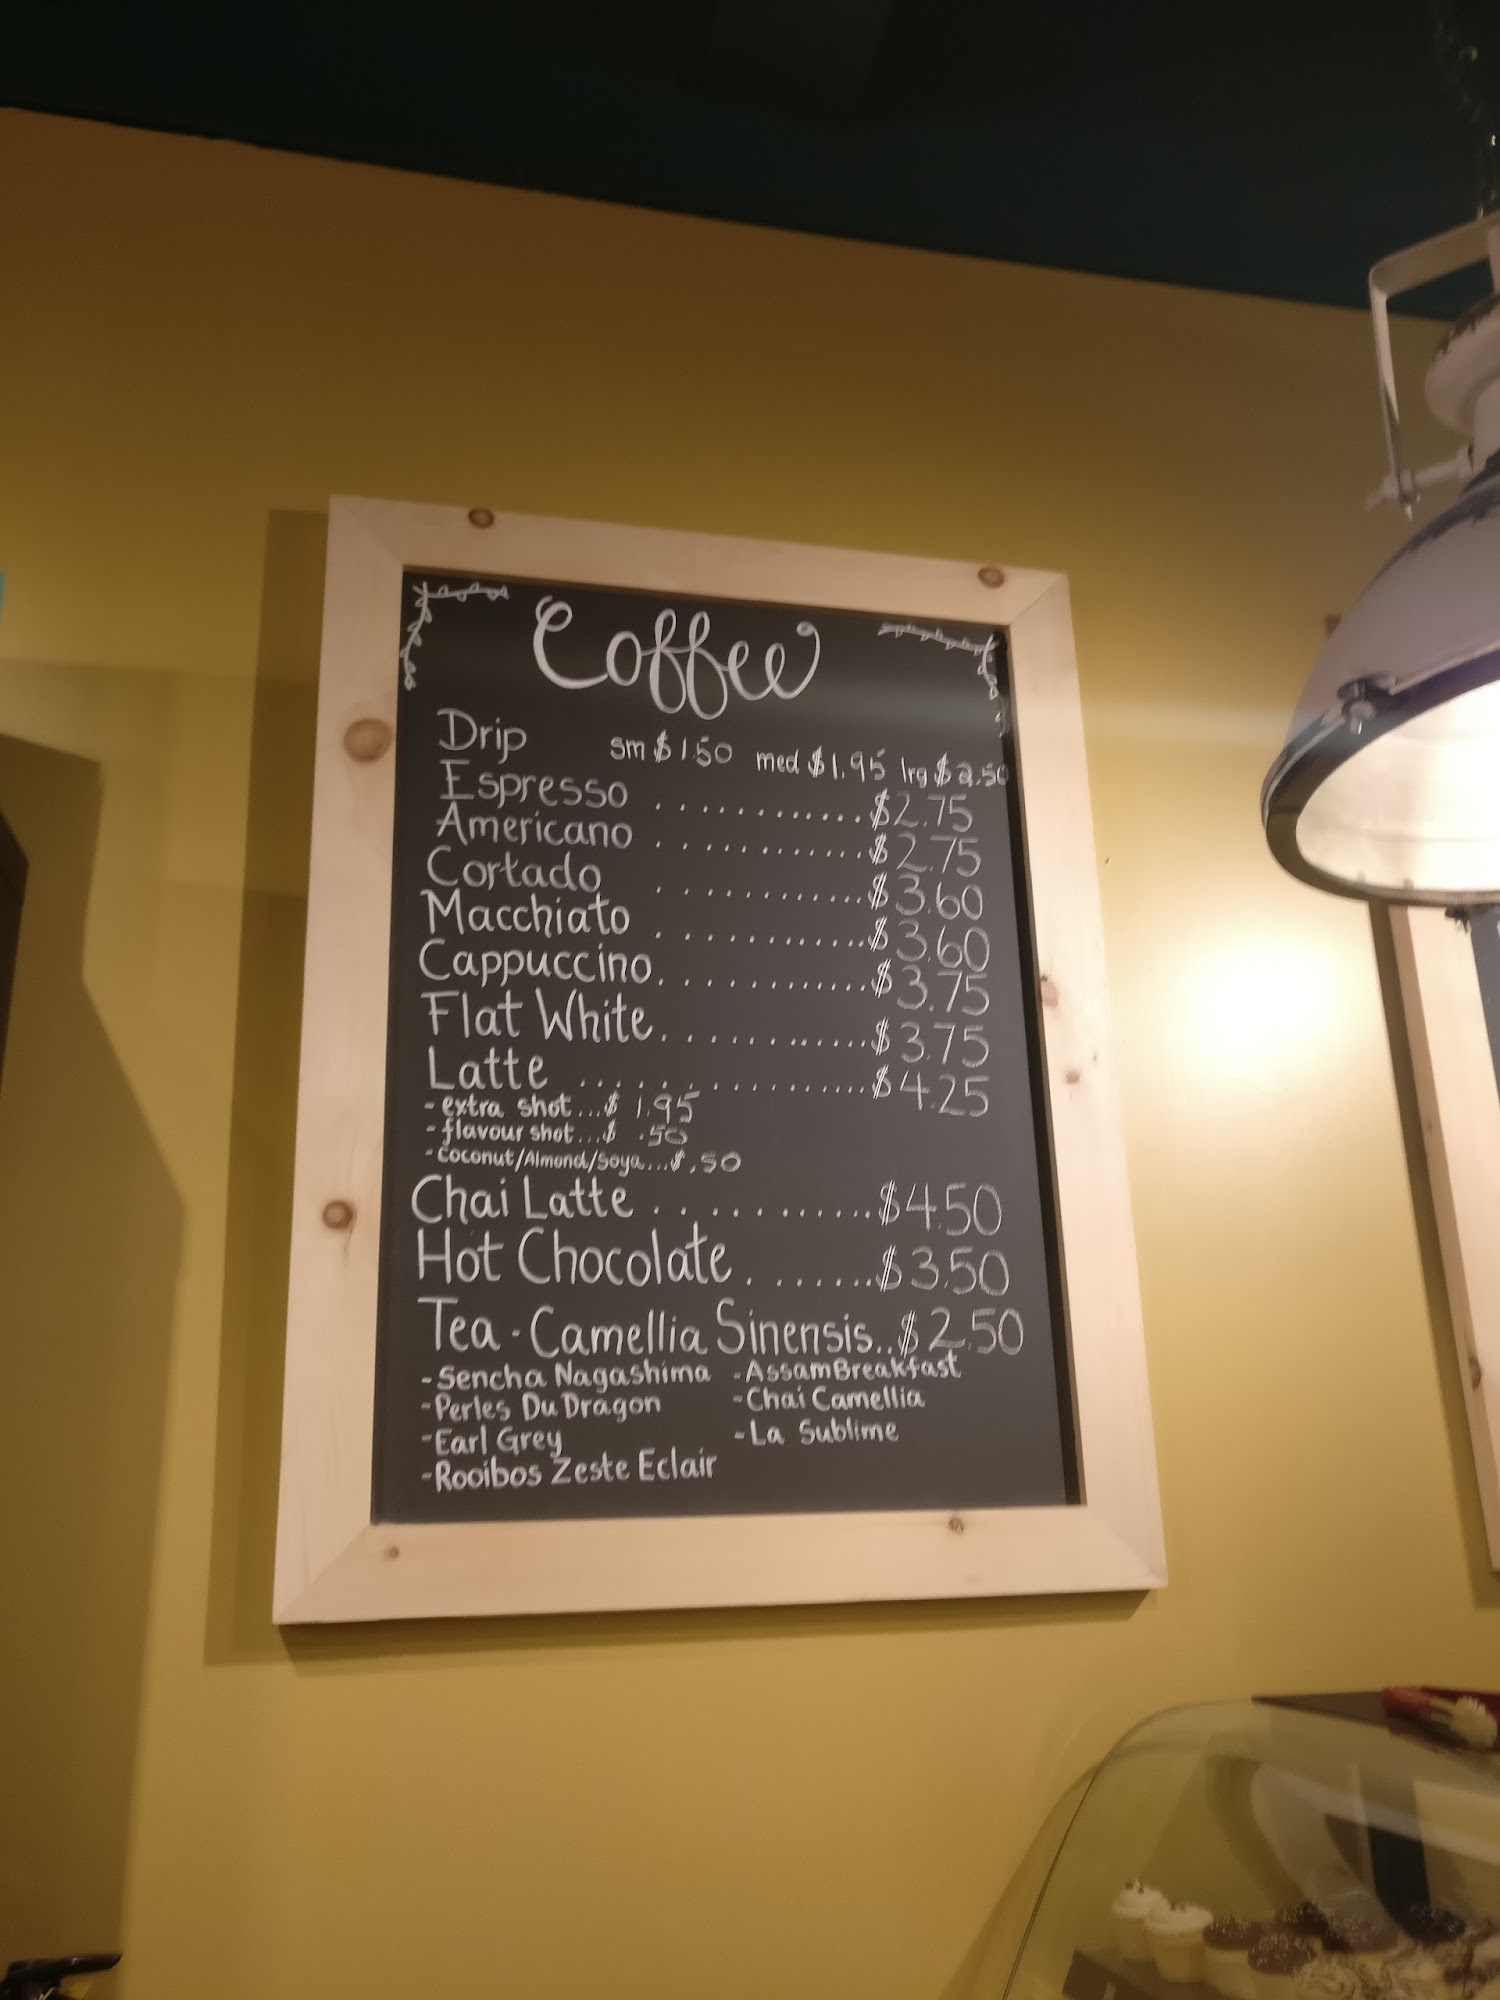 Coffee
Drip sm $1.50 med $1.95 lrg $2.50
Espresso ............ $2.75
Americano ............ $2.75
Cortado ............ $3.60
Macchiato ............ $3.60
Cappuccino ............ $3.75
Flat White ............ $3.75
Latte ................ $4.25
- extra shot...$ 1.95
- flavour shot...$ .50
- Coconut/Almond/Soya...$.50
Chai Latte ............ $4.50
Hot Chocolate ........ $3.50
Tea - Camellia Sinensis..$2.50
- Sencha Nagashima - Assam Breakfast
- Perles Du Dragon - Chai Camellia
- Earl Grey - La Sublime
- Rooibos Zeste Eclair